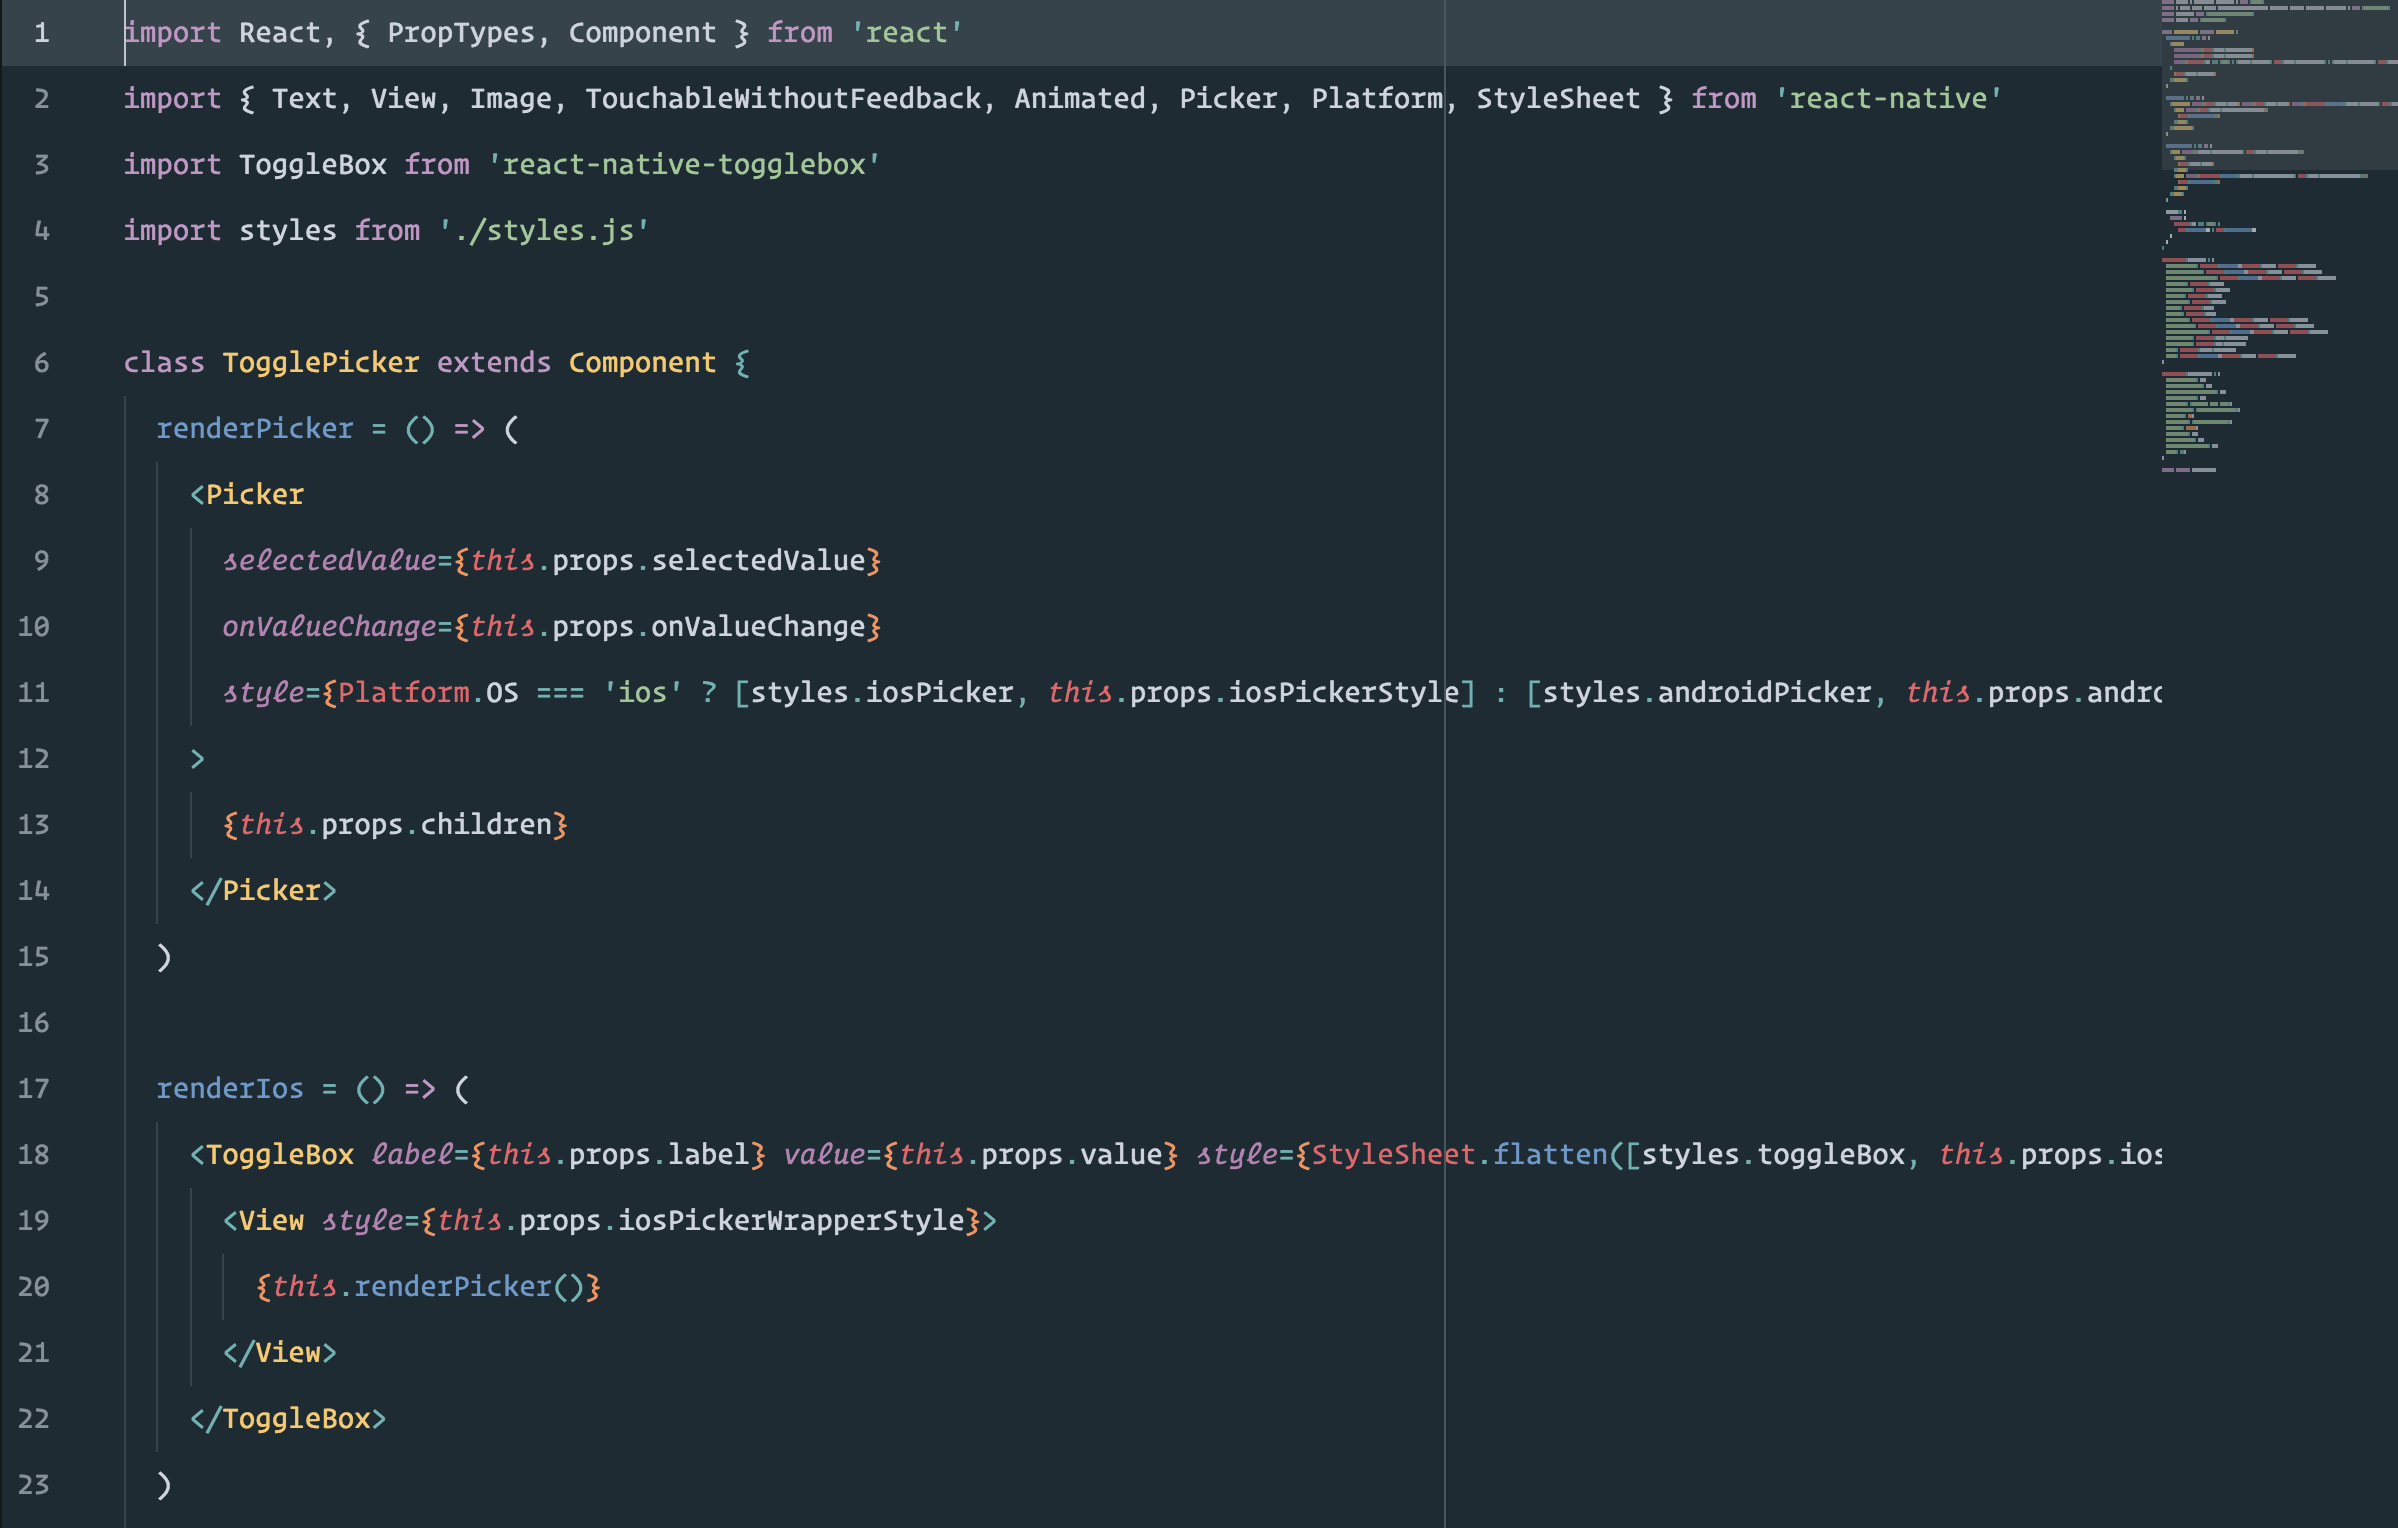 1 import React, { PropTypes, Component } from 'react'
2 import { Text, View, Image, TouchableWithoutFeedback, Animated, Picker, Platform, StyleSheet } from 'react-native'
3 import ToggleBox from 'react-native-togglebox'
4 import styles from './styles.js'
5
6 class TogglePicker extends Component {
7 renderPicker = () => (
8 <Picker
9 selectedValue={this.props.selectedValue}
10 onValueChange={this.props.onValueChange}
11 style={Platform.OS === 'ios' ? [styles.iosPicker, this.props.iosPickerStyle] : [styles.androidPicker, this.props.andro
12 >
13 {this.props.children}
14 </Picker>
15 )
16
17 renderIos = () => (
18 <ToggleBox label={this.props.label} value={this.props.value} style={StyleSheet.flatten([styles.toggleBox, this.props.ios
19 <View style={this.props.iosPickerWrapperStyle}>
20 {this.renderPicker()}
21 </View>
22 </ToggleBox>
23 )